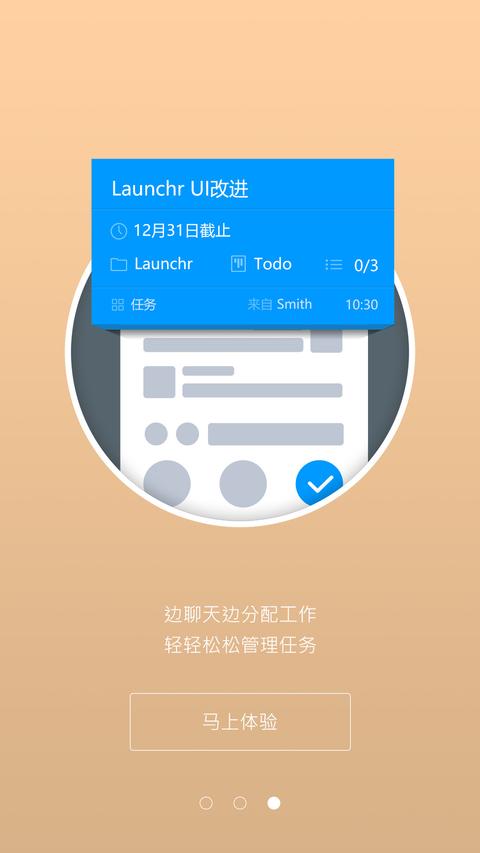 Launchr UI改进
12月31日截止
Launchr Todo 0/3
任务 来自 Smith 10:30
边聊天边分配工作
轻轻松松管理任务
马上体验